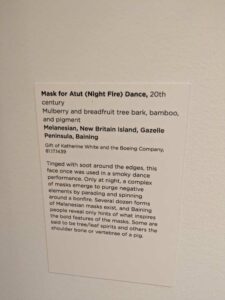 Mask for Atut (Night Fire) Dance, 20th
century
Mulberry and breadfruit tree bark, bamboo,
and pigment
Melanesian, New Britain Island, Gazelle
Peninsula, Baining
Gift of Katherine White and the Boeing Company,
81.17.1439
Tinged with soot around the edges, this
face once was used in a smoky dance
performance. Only at night, a complex
of masks emerge to purge negative
elements by parading and spinning
around a bonfire. Several dozen forms
of Melanesian masks exist, and Baining
people reveal only hints of what inspires
the bold features of the masks. Some are
said to be tree/leaf spirits and others the
shoulder bone or vertebrae of a pig.